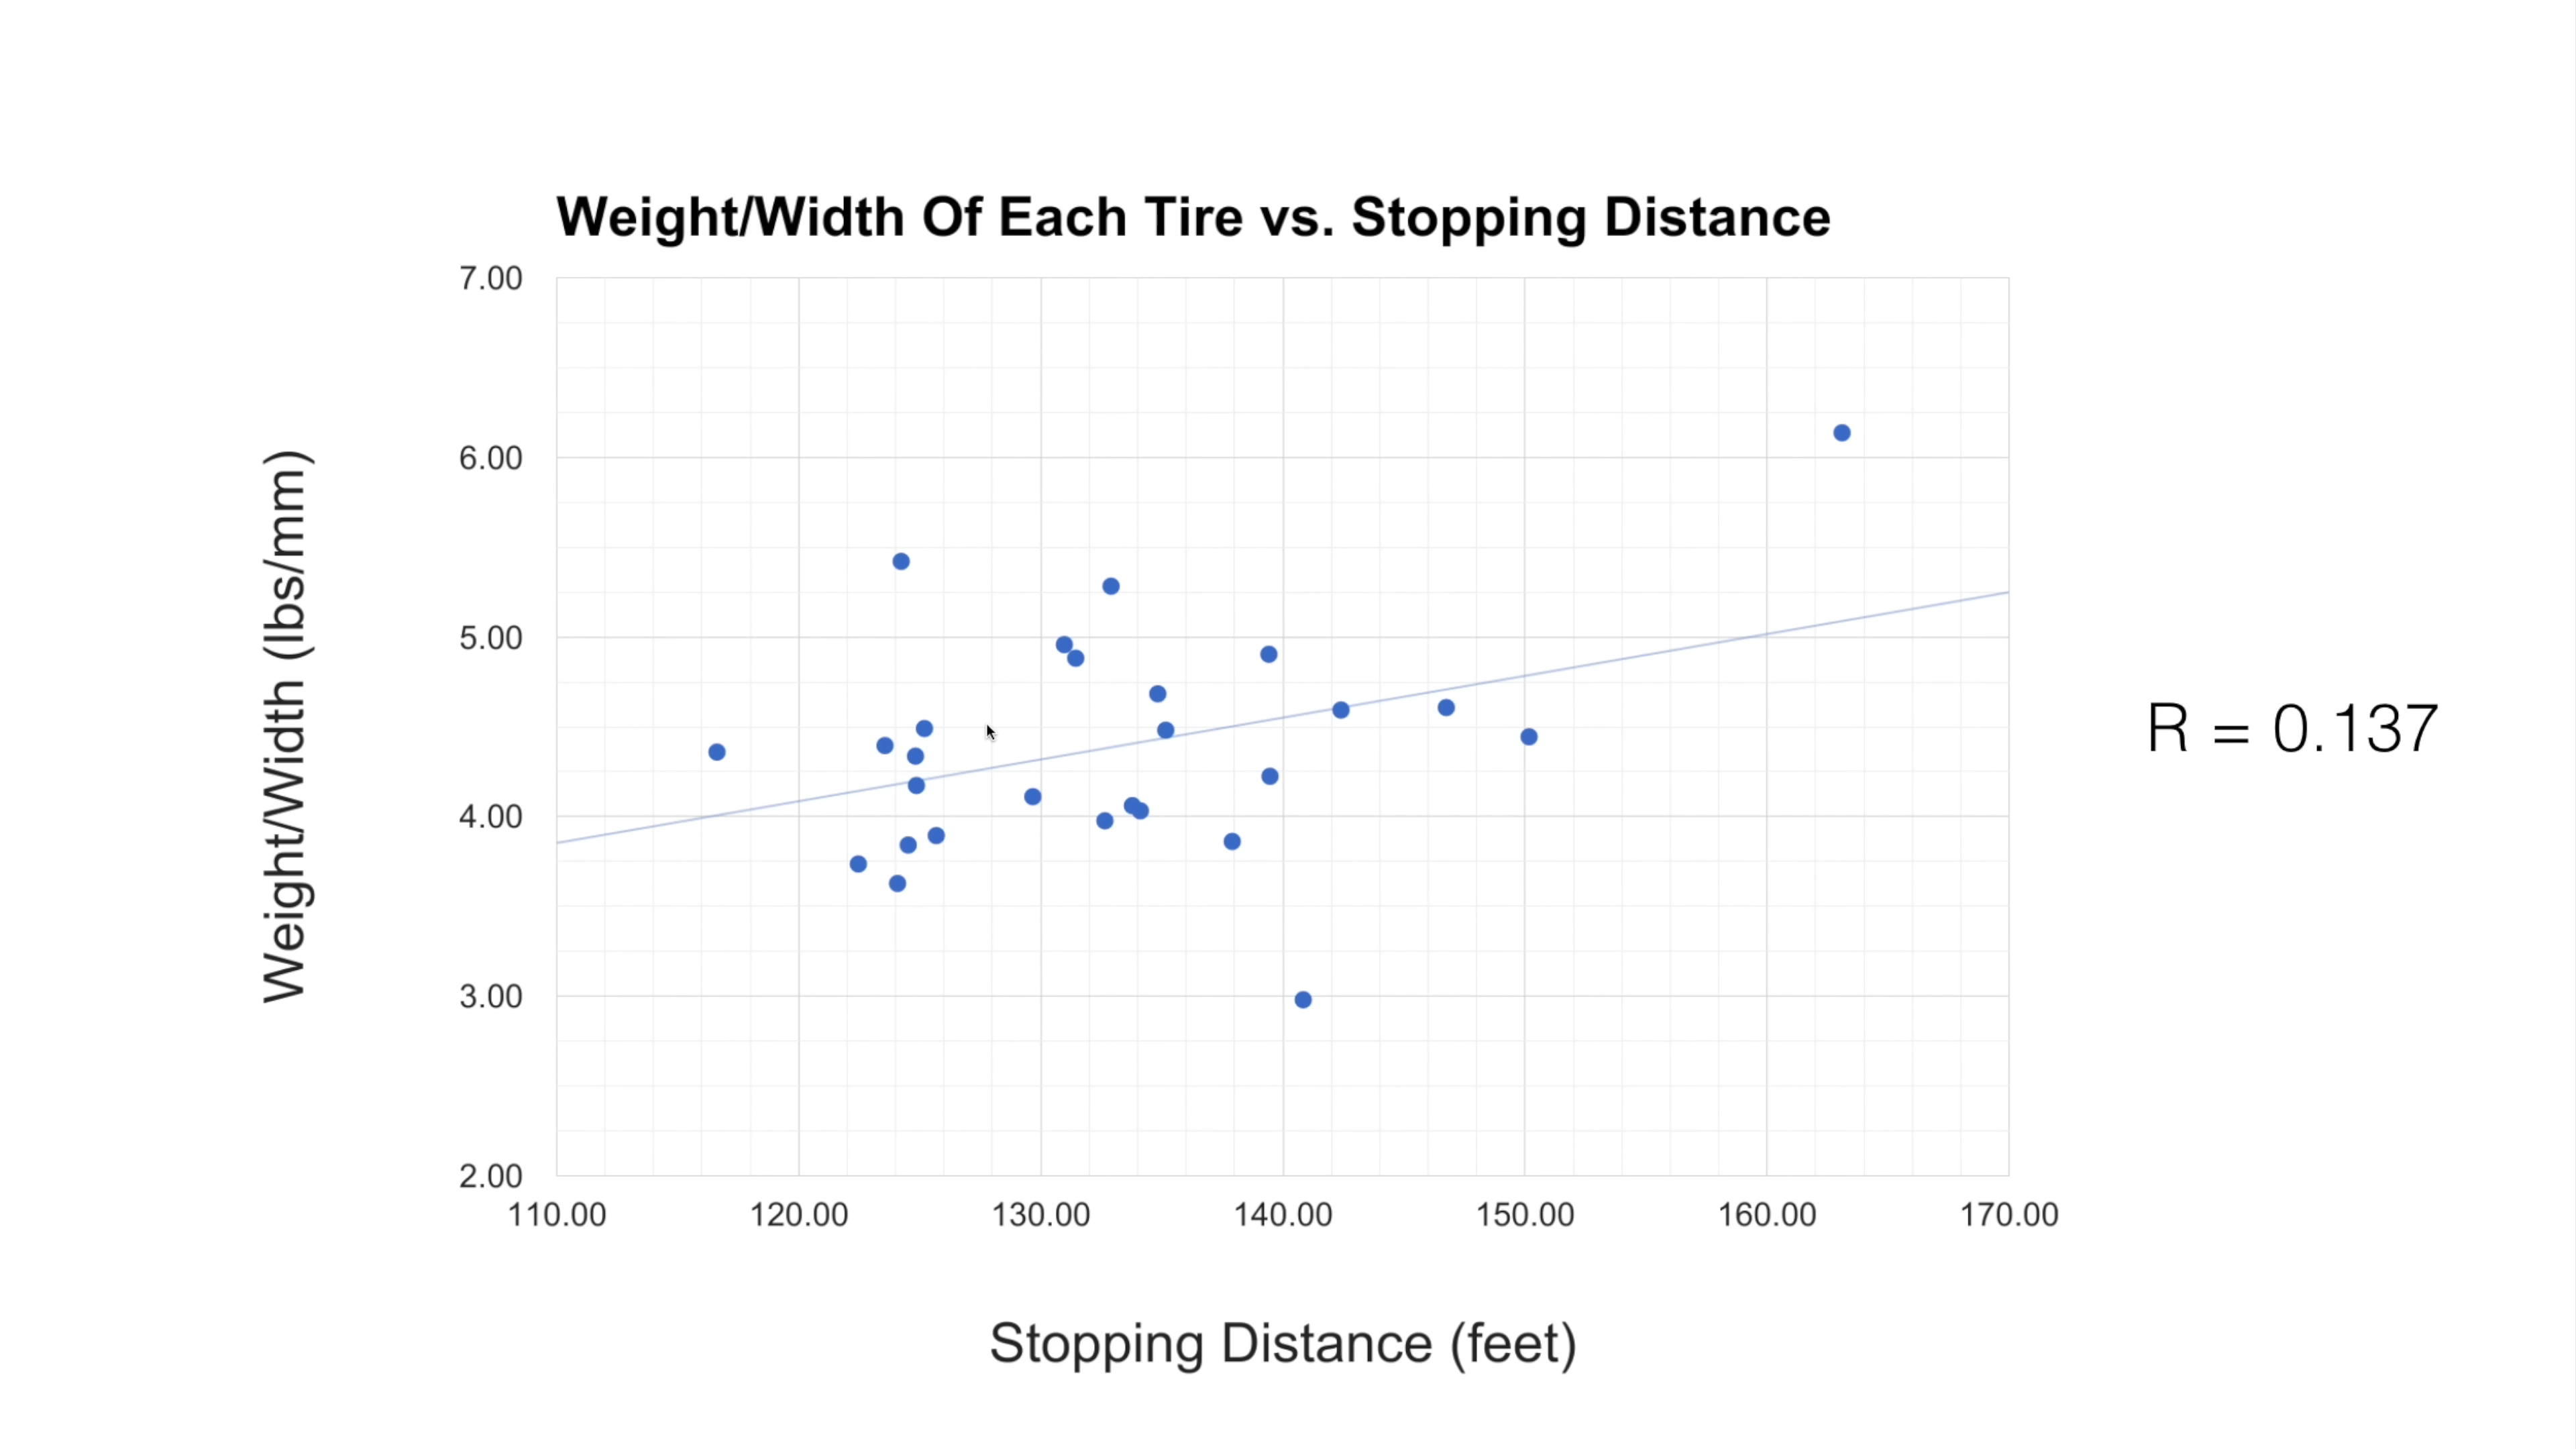 Weight/Width Of Each Tire vs. Stopping Distance
7.00
6.00
5.00
4.00
3.00
2.00
Weight/Width (lbs/mm)
110.00 120.00 130.00 140.00 150.00 160.00 170.00
Stopping Distance (feet)
R = 0.137